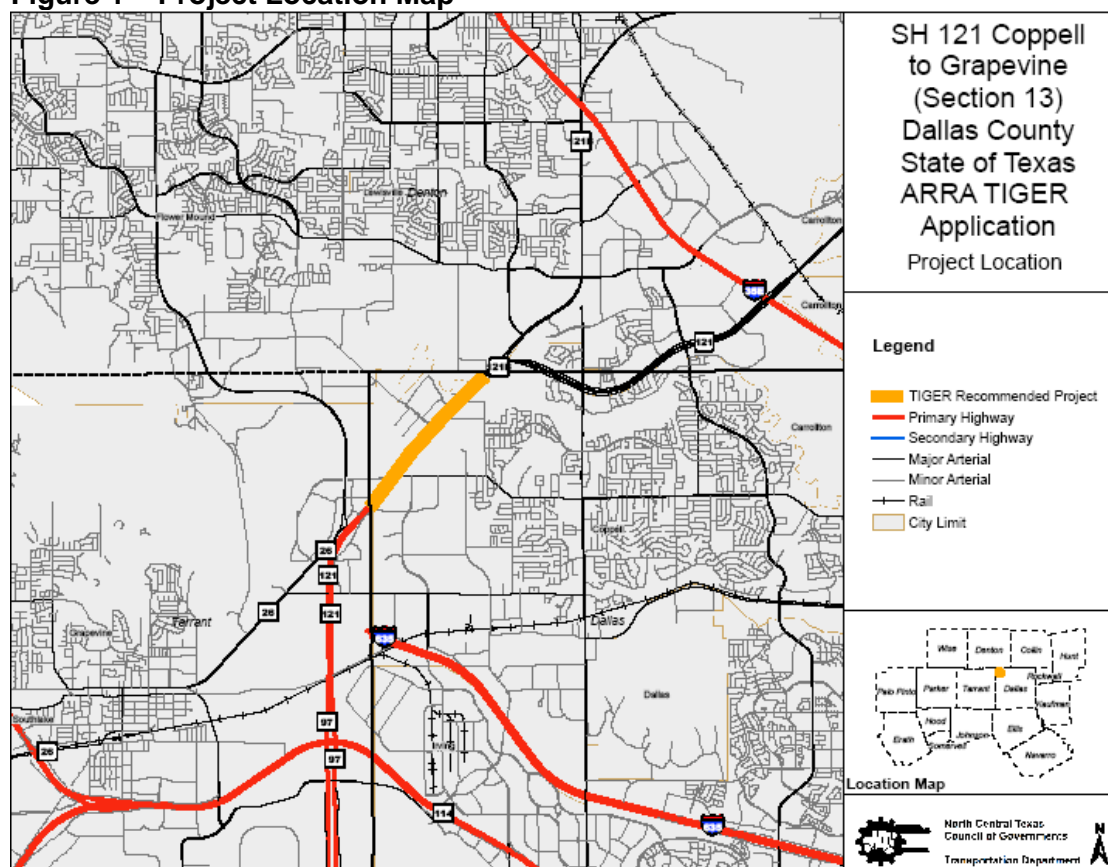 Figure 1 – Project Location Map
SH 121 Coppell
to Grapevine
(Section 13)
Dallas County
State of Texas
ARRA TIGER
Application
Project Location
Legend
TIGER Recommended Project
Primary Highway
Secondary Highway
Major Arterial
Minor Arterial
Rail
City Limit
Lewisville
Denton
Flower Mound
Carrollton
Carrollton
121
Carrollton
Coppell
26
121
121
26
Grapevine
Tarrant
Dallas
Dallas
Southlake
26
97
97
Irving
114
Wise
Denton
Collin
Hunt
Palo Pinto
Parker
Tarrant
Dallas
Rockwall
Kaufman
Hood
Erath
Somervell
Johnson
Ellis
Navarro
Location Map
North Central Texas
Council of Governments
Transportation Department
N